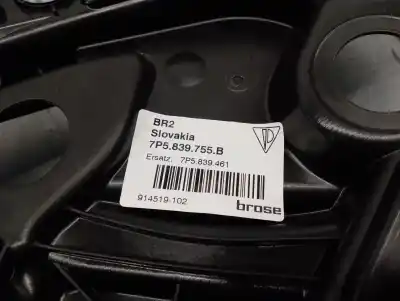 BR2
Slovakia
7P5.839.755.B
Ersatz. 7P5.839.461
914519-102
brose